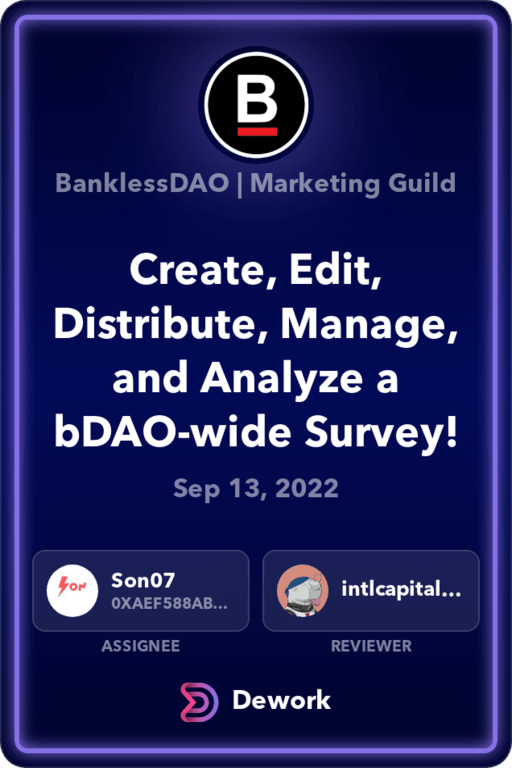 B
BanklessDAO | Marketing Guild
Create, Edit,
Distribute, Manage,
and Analyze a
bDAO-wide Survey!
Sep 13, 2022
SON
Son07
0XAEF588AB...
ASSIGNEE
intlcapital...
REVIEWER
Dework